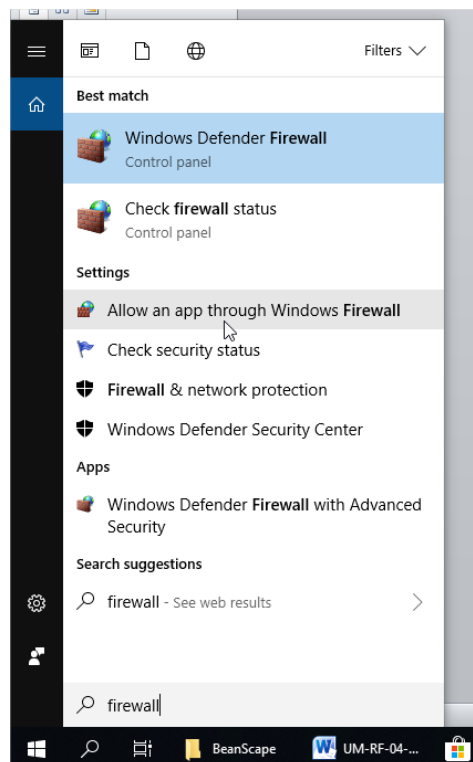 Filters
Best match
Windows Defender Firewall
Control panel
Check firewall status
Control panel
Settings
Allow an app through Windows Firewall
Check security status
Firewall & network protection
Windows Defender Security Center
Apps
Windows Defender Firewall with Advanced
Security
Search suggestions
firewall - See web results
firewall
BeanScape
UM-RF-04-...